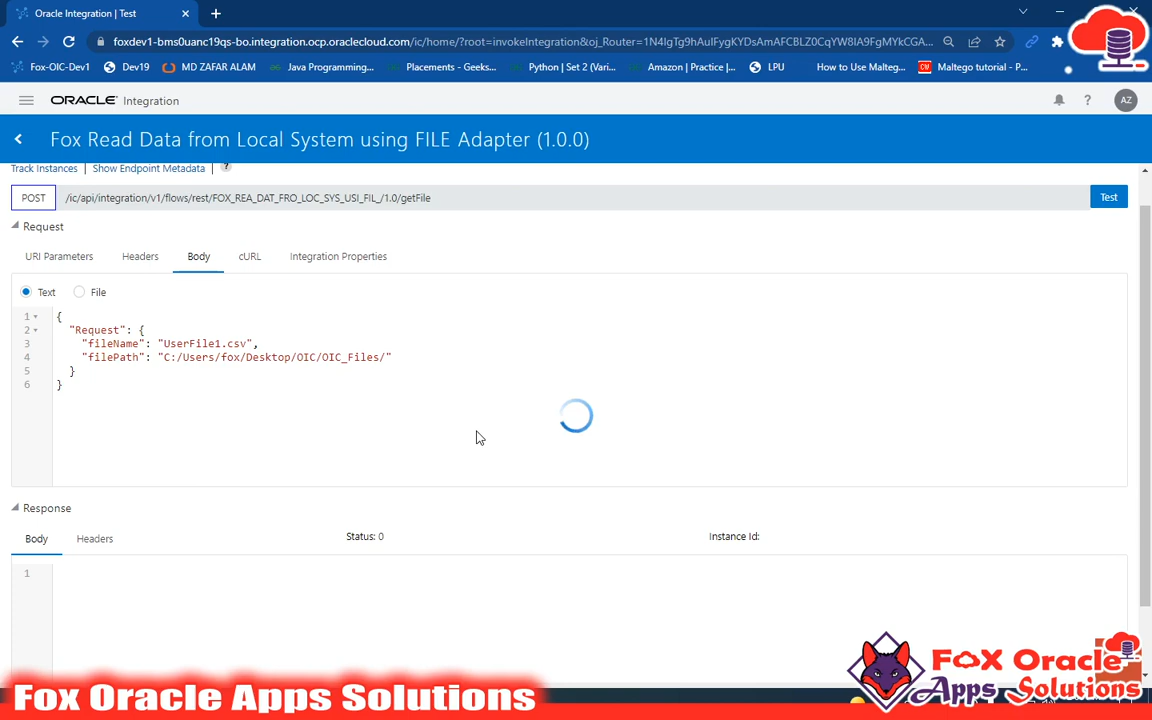 Oracle Integration | Test
foxdev1-bms0uanc19qs-bo.integration.ocp.oraclecloud.com/ic/home/?root=invokeIntegration&oj_Router=1N4IgTg9hAuIFygKYDsAmAFCBLZ0CqYW8IA9FgMYkCGA...
Fox-OIC-Dev1 Dev19 MD ZAFAR ALAM Java Programming... Placements - Geeks... Python | Set 2 (Vari... Amazon | Practice |... LPU How to Use Malteg... CW Maltego tutorial - P...
ORACLE Integration ? AZ
Fox Read Data from Local System using FILE Adapter (1.0.0)
Track Instances | Show Endpoint Metadata | ?
POST /ic/api/integration/v1/flows/rest/FOX_REA_DAT_FRO_LOC_SYS_USI_FIL_/1.0/getFile Test
Request
URI Parameters Headers Body cURL Integration Properties
Text File
1 {
2 "Request": {
3 "fileName": "UserFile1.csv",
4 "filePath": "C:/Users/fox/Desktop/OIC/OIC_Files/"
5 }
6 }
Response
Body Headers Status: 0 Instance Id:
1
Fox Oracle Apps Solutions
FOX Oracle
Apps Solutions